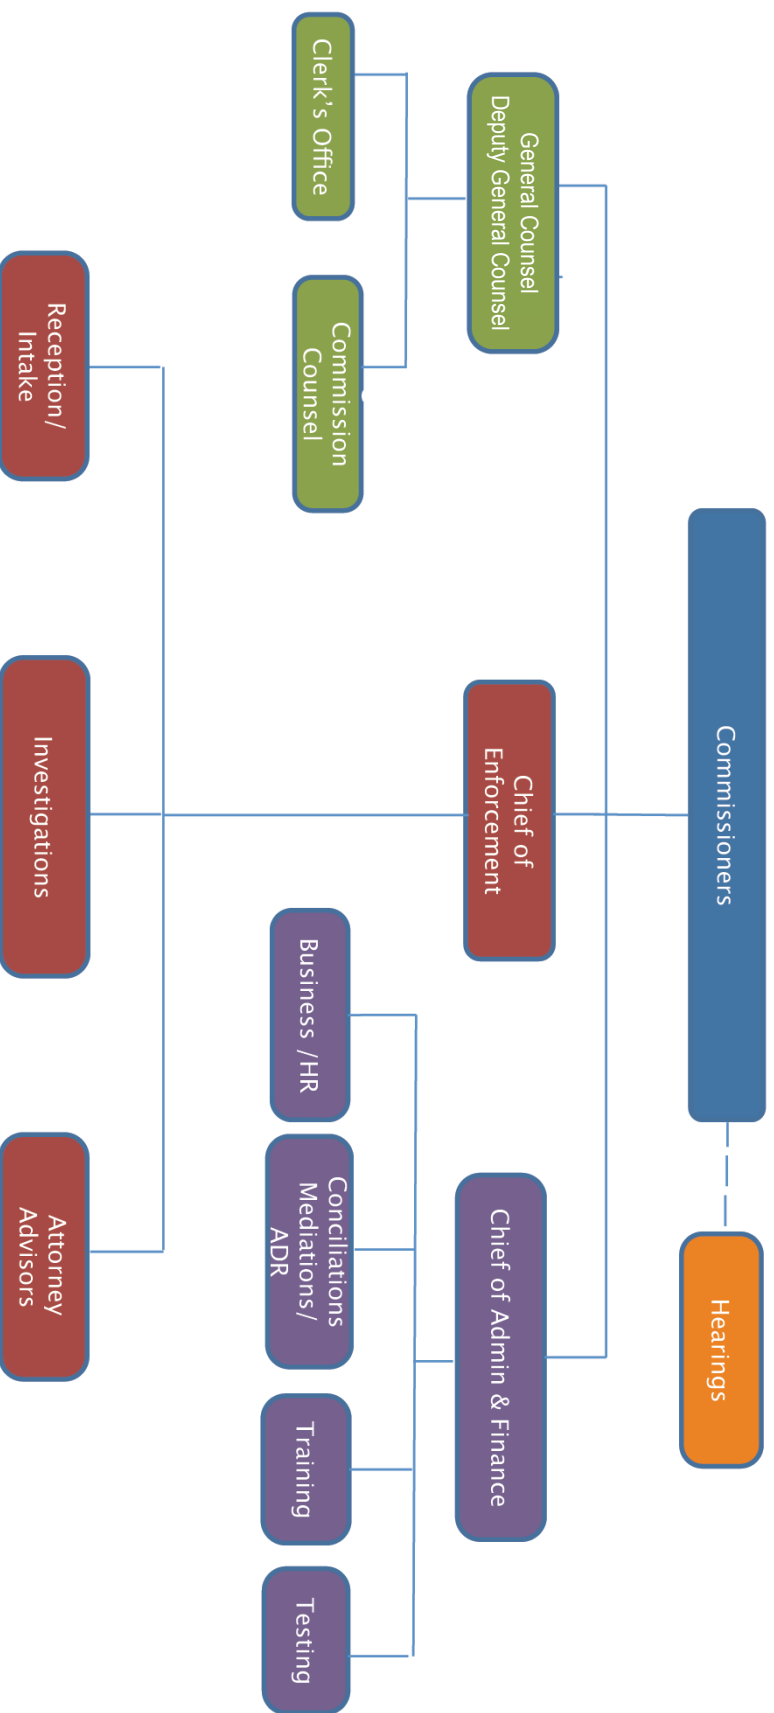 Commissioners
Hearings
General Counsel
Deputy General Counsel
Chief of
Enforcement
Chief of Admin & Finance
Clerk's Office
Commission
Counsel
Business /HR
Conciliations
Mediations/
ADR
Training
Testing
Reception/
Intake
Investigations
Attorney
Advisors